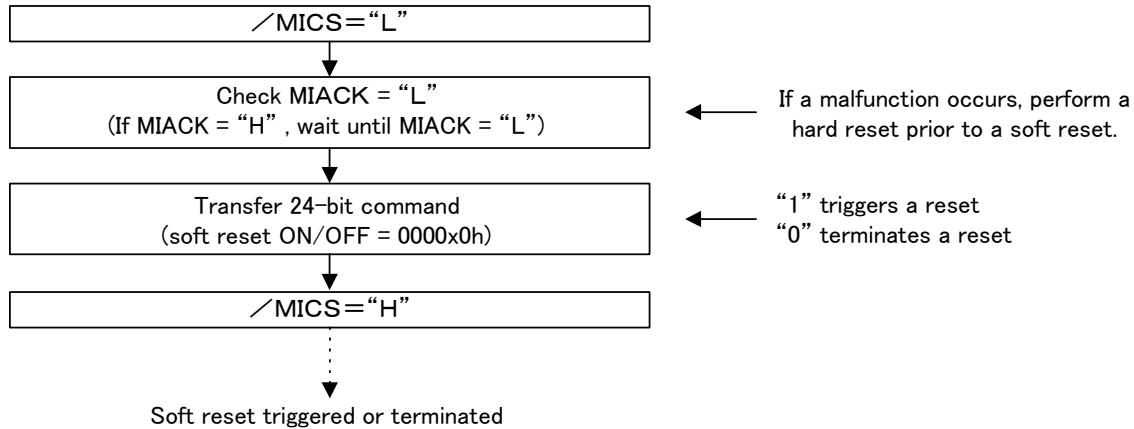 ／MICS＝“L”
Check MIACK = “L”
(If MIACK = “H” , wait until MIACK = “L”)
If a malfunction occurs, perform a
hard reset prior to a soft reset.
Transfer 24-bit command
(soft reset ON/OFF = 0000x0h)
“1” triggers a reset
“0” terminates a reset
／MICS＝“H”
Soft reset triggered or terminated